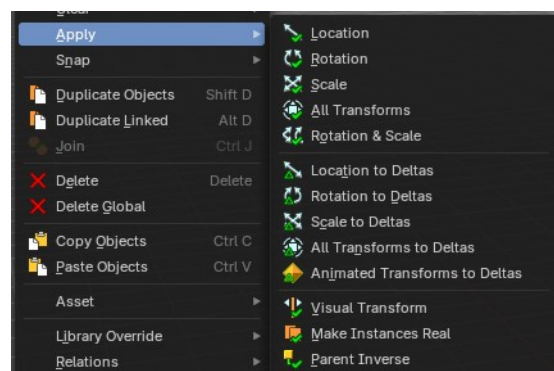 Clear
Apply
Snap
Duplicate Objects Shift D
Duplicate Linked Alt D
Join Ctrl J
Delete Delete
Delete Global
Copy Objects Ctrl C
Paste Objects Ctrl V
Asset
Library Override
Relations
Location
Rotation
Scale
All Transforms
Rotation & Scale
Location to Deltas
Rotation to Deltas
Scale to Deltas
All Transforms to Deltas
Animated Transforms to Deltas
Visual Transform
Make Instances Real
Parent Inverse